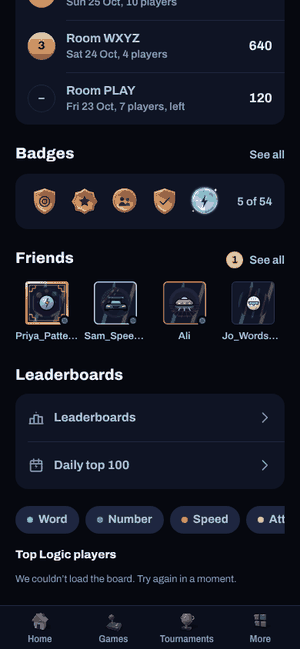 Sun 25 Oct, 10 players
3
Room WXYZ
640
Sat 24 Oct, 4 players
–
Room PLAY
120
Fri 23 Oct, 7 players, left
Badges
See all
5 of 54
Friends
1
See all
Priya_Patte...
Sam_Spee...
Ali
Jo_Words...
Leaderboards
Leaderboards
Daily top 100
Word
Number
Speed
Att
Top Logic players
We couldn't load the board. Try again in a moment.
Home
Games
Tournaments
More